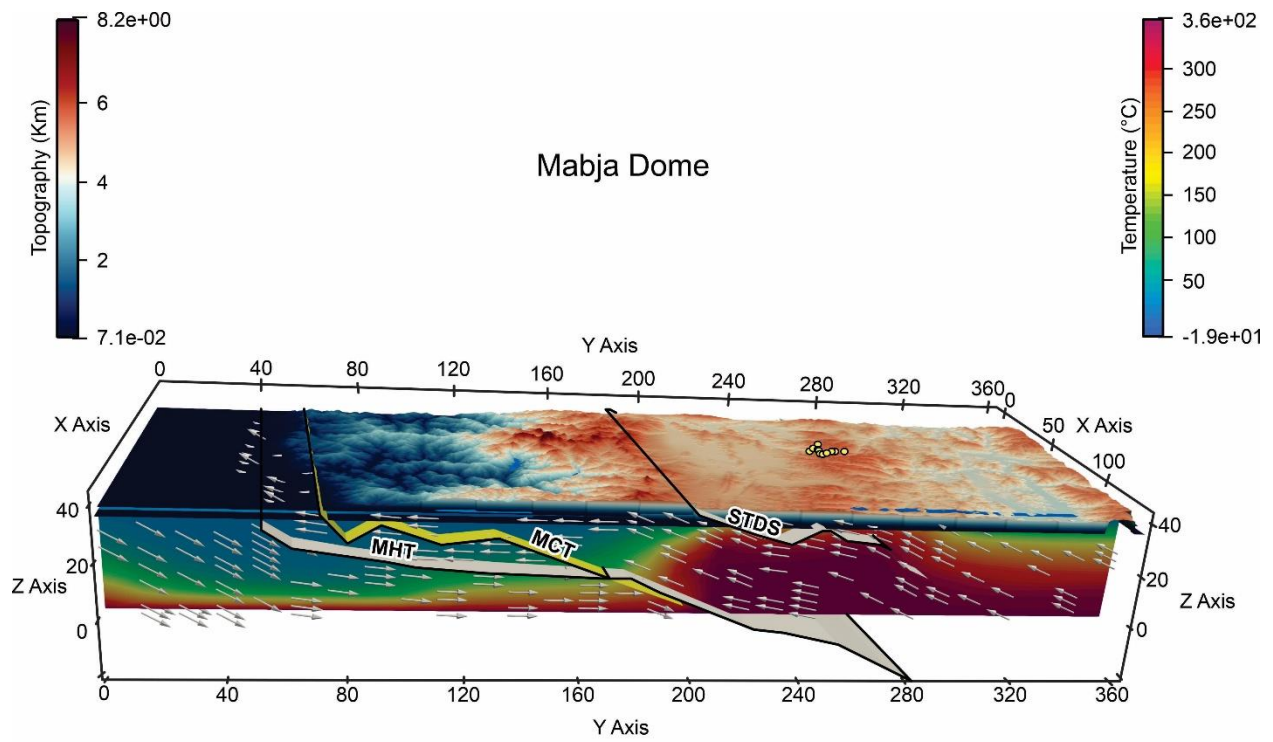 8.2e+00
6
4
2
7.1e-02
Topography (Km)
Mabja Dome
3.6e+02
300
250
200
150
100
50
-1.9e+01
Temperature (°C)
Y Axis
0 40 80 120 160 200 240 280 320 360 0
X Axis
50 X Axis
100
40
20
Z Axis
0
STDS
MCT
MHT
40
20
Z Axis
0
0 40 80 120 160 200 240 280 320 360
Y Axis